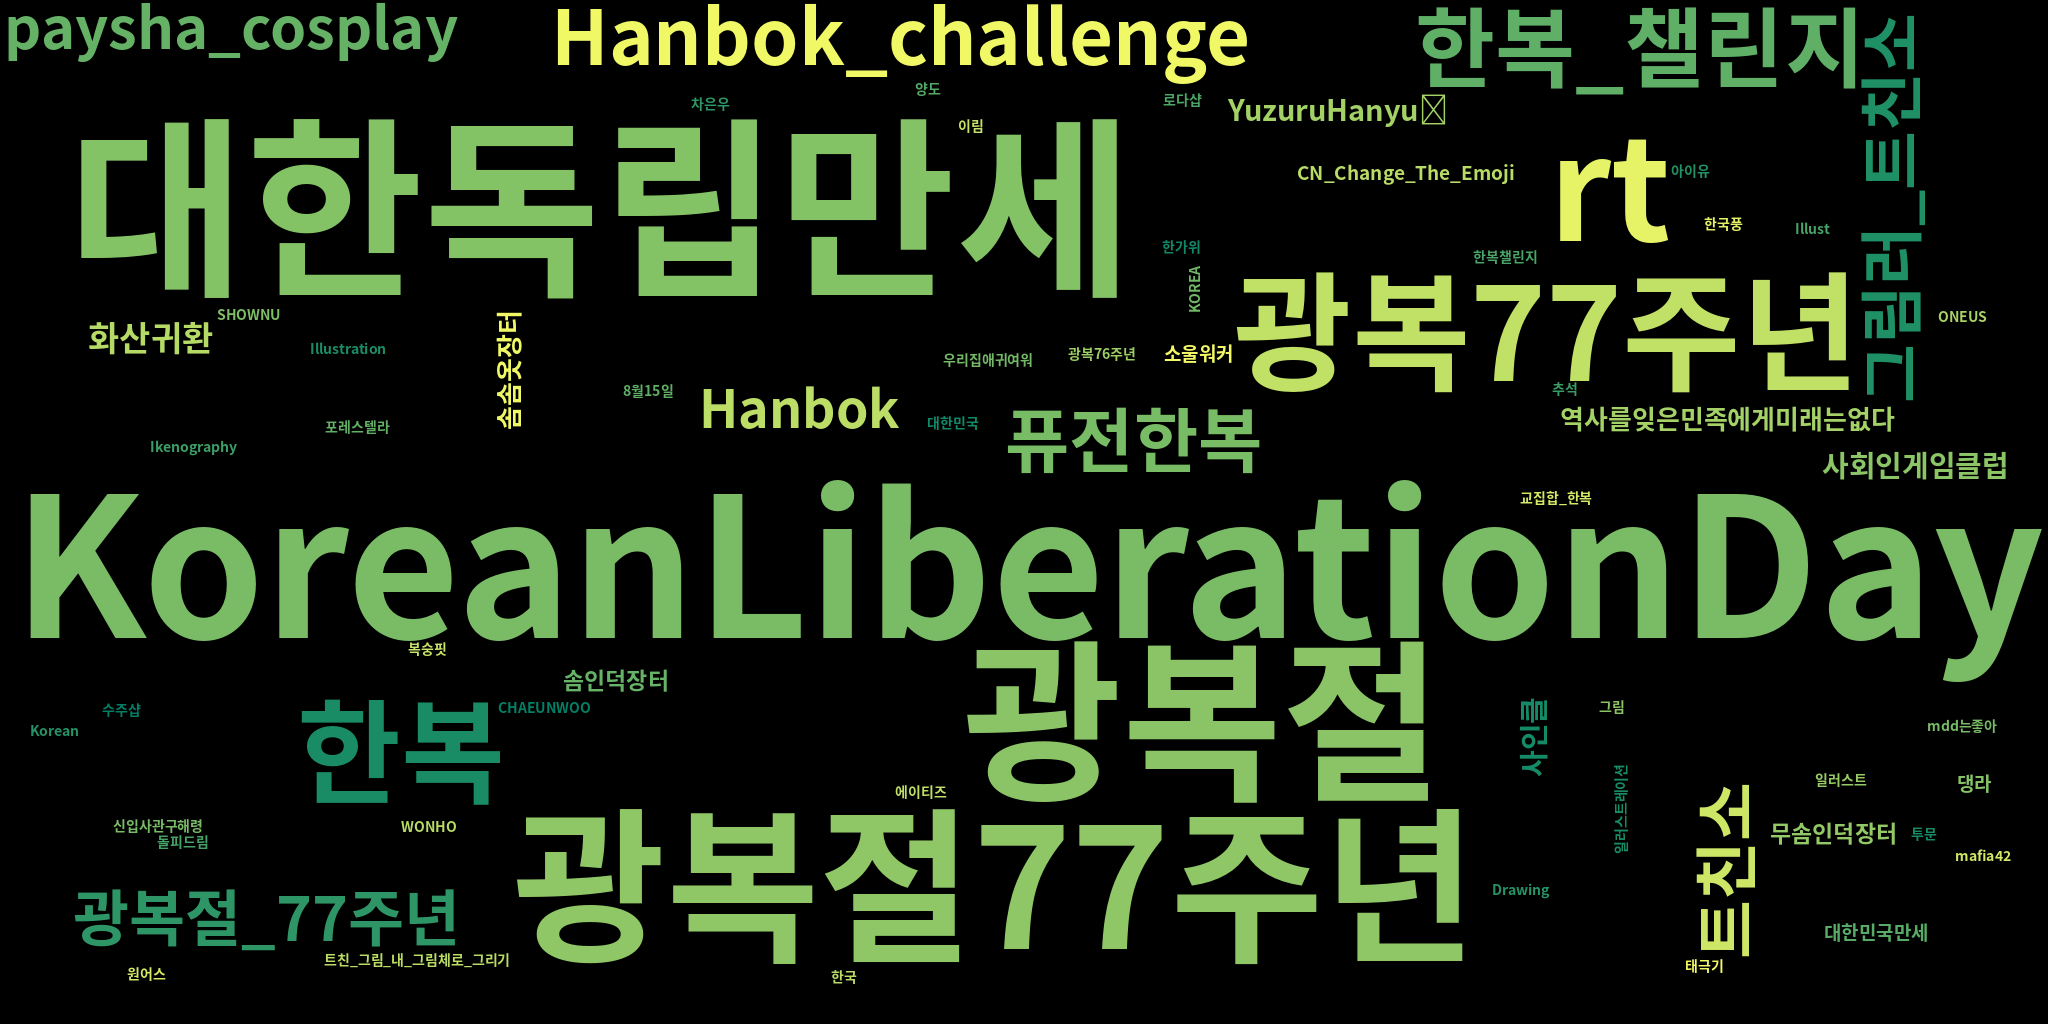 paysha_cosplay
Hanbok_challenge
한복_챌린지
그림러_트친소
양도
차은우
로다샵
YuzuruHanyu
이림
대한독립만세
rt
CN_Change_The_Emoji
아이유
한국풍
Illust
한가위
한복챌린지
KOREA
광복77주년
SHOWNU
화산귀환
ONEUS
솜솜옷장터
Illustration
우리집애귀여워
광복76주년
소울워커
8월15일
추석
Hanbok
대한민국
퓨전한복
역사를잊은민족에게미래는없다
포레스텔라
Ikenography
사회인게임클럽
교집합_한복
KoreanLiberationDay
복숭핏
솜인덕장터
광복절
수주샵
CHAEUNWOO
한복
사인클
그림
Korean
mdd는좋아
일러스트레이션
일러스트
댕라
에이티즈
트친소
신입사관구해령
돌피드림
WONHO
광복절77주년
무솜인덕장터
투문
mafia42
Drawing
광복절_77주년
대한민국만세
트친_그림_내_그림체로_그리기
태극기
원어스
한국